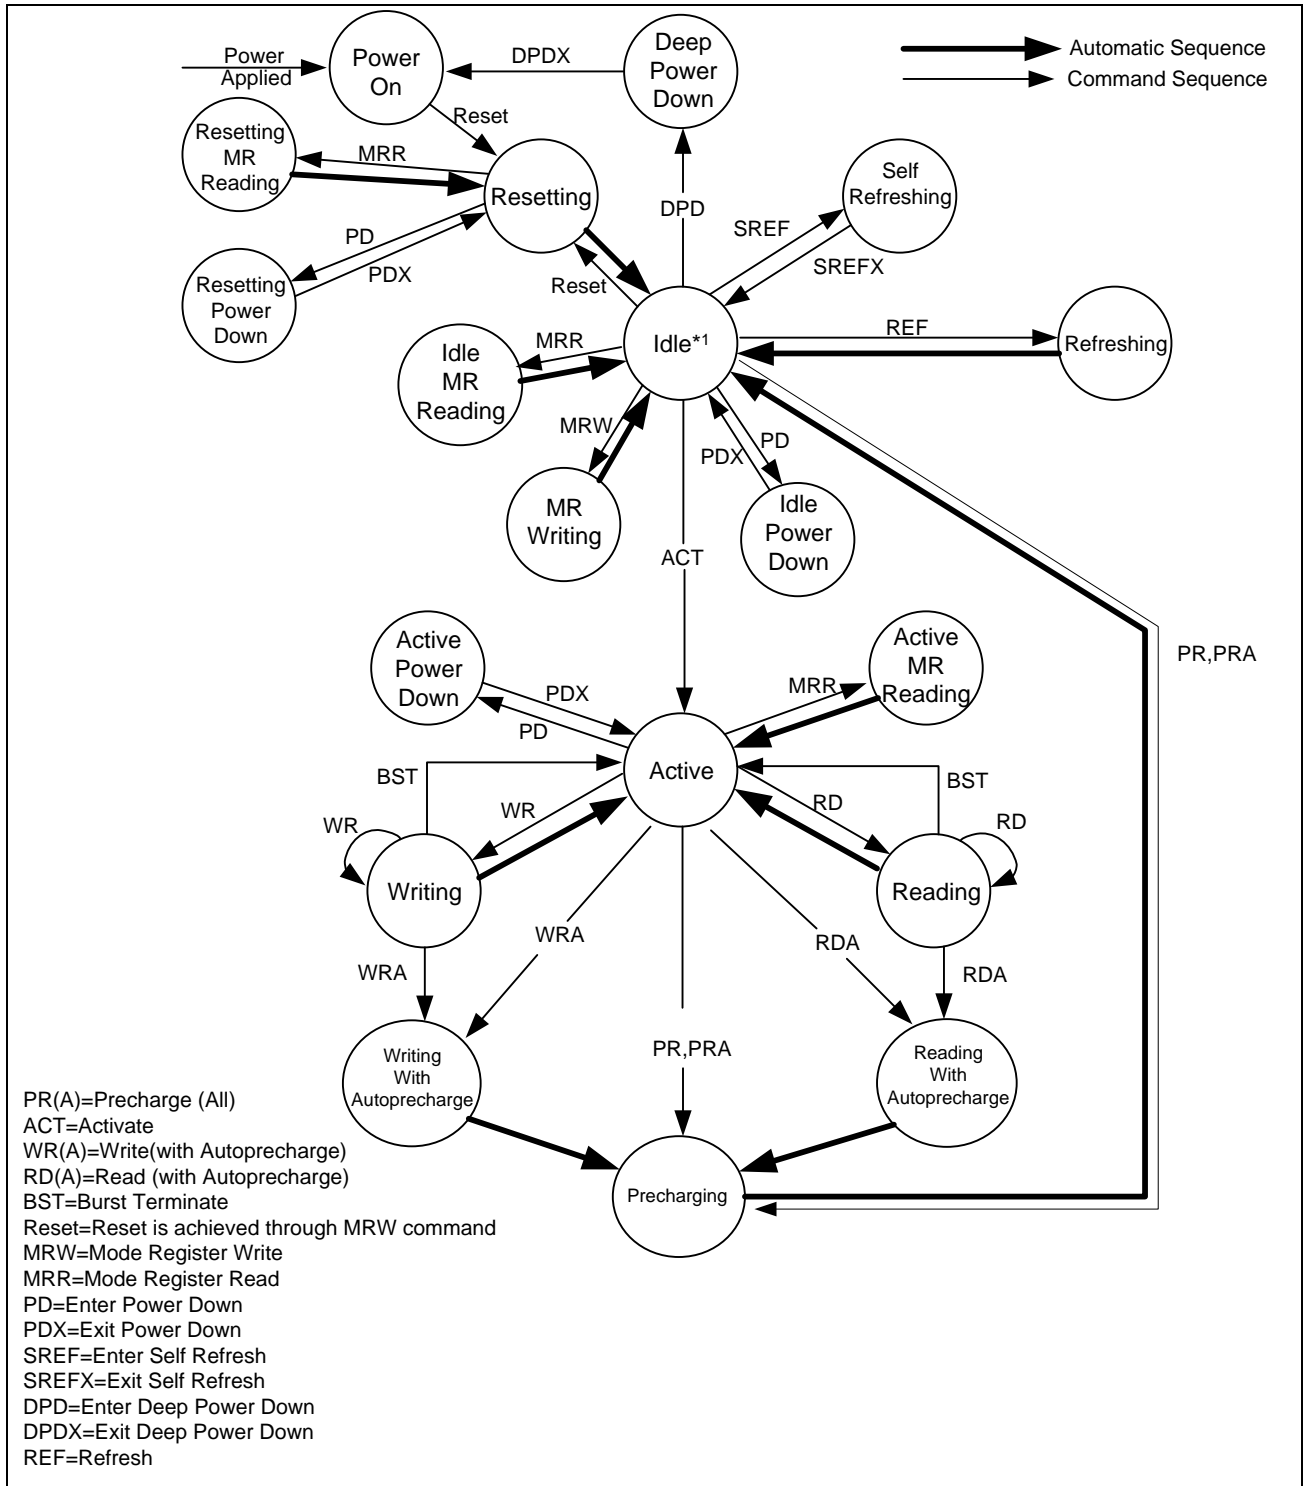 Power
Applied
Power
On
DPDX
Deep
Power
Down
Automatic Sequence
Command Sequence
Reset
Resetting
MR
Reading
MRR
Resetting
DPD
Self
Refreshing
SREF
SREFX
PD
PDX
Resetting
Power
Down
Reset
Idle*1
REF
Refreshing
Idle
MR
Reading
MRR
MRW
PD
PDX
MR
Writing
Idle
Power
Down
ACT
Active
Power
Down
PDX
PD
Active
MR
Reading
MRR
PR,PRA
Active
BST
BST
WR
WR
RD
RD
Writing
Reading
WRA
WRA
RDA
RDA
Writing
With
Autoprecharge
PR,PRA
Reading
With
Autoprecharge
Precharging
PR(A)=Precharge (All)
ACT=Activate
WR(A)=Write(with Autoprecharge)
RD(A)=Read (with Autoprecharge)
BST=Burst Terminate
Reset=Reset is achieved through MRW command
MRW=Mode Register Write
MRR=Mode Register Read
PD=Enter Power Down
PDX=Exit Power Down
SREF=Enter Self Refresh
SREFX=Exit Self Refresh
DPD=Enter Deep Power Down
DPDX=Exit Deep Power Down
REF=Refresh